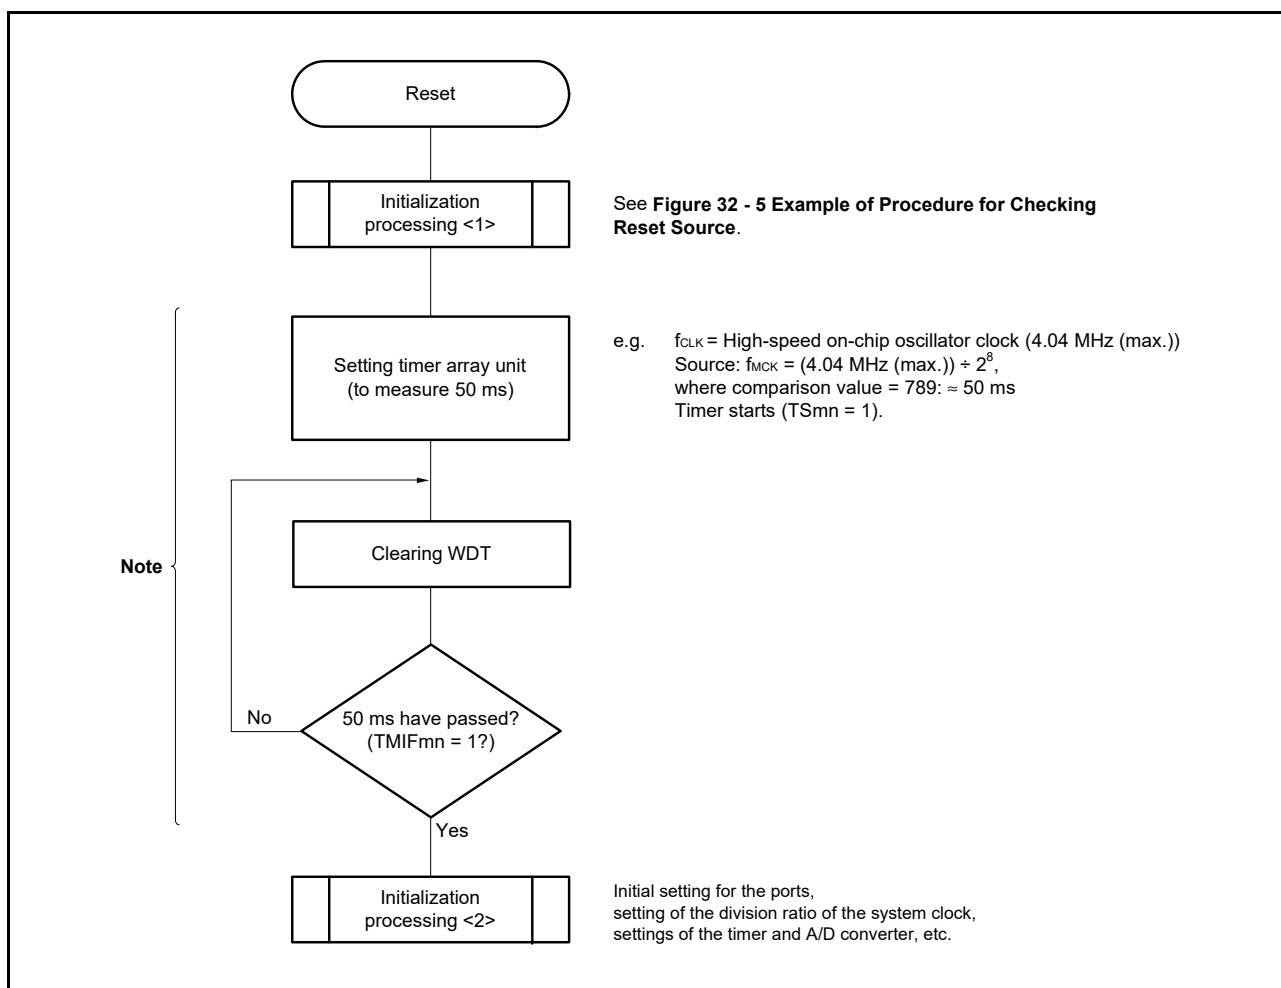 Reset
Initialization
processing <1>
See Figure 32 - 5 Example of Procedure for Checking
Reset Source.
Setting timer array unit
(to measure 50 ms)
e.g. fCLK = High-speed on-chip oscillator clock (4.04 MHz (max.))
Source: fMCK = (4.04 MHz (max.)) ÷ 2⁸,
where comparison value = 789: ≈ 50 ms
Timer starts (TSmn = 1).
Clearing WDT
Note
No
50 ms have passed?
(TMIFmn = 1?)
Yes
Initialization
processing <2>
Initial setting for the ports,
setting of the division ratio of the system clock,
settings of the timer and A/D converter, etc.